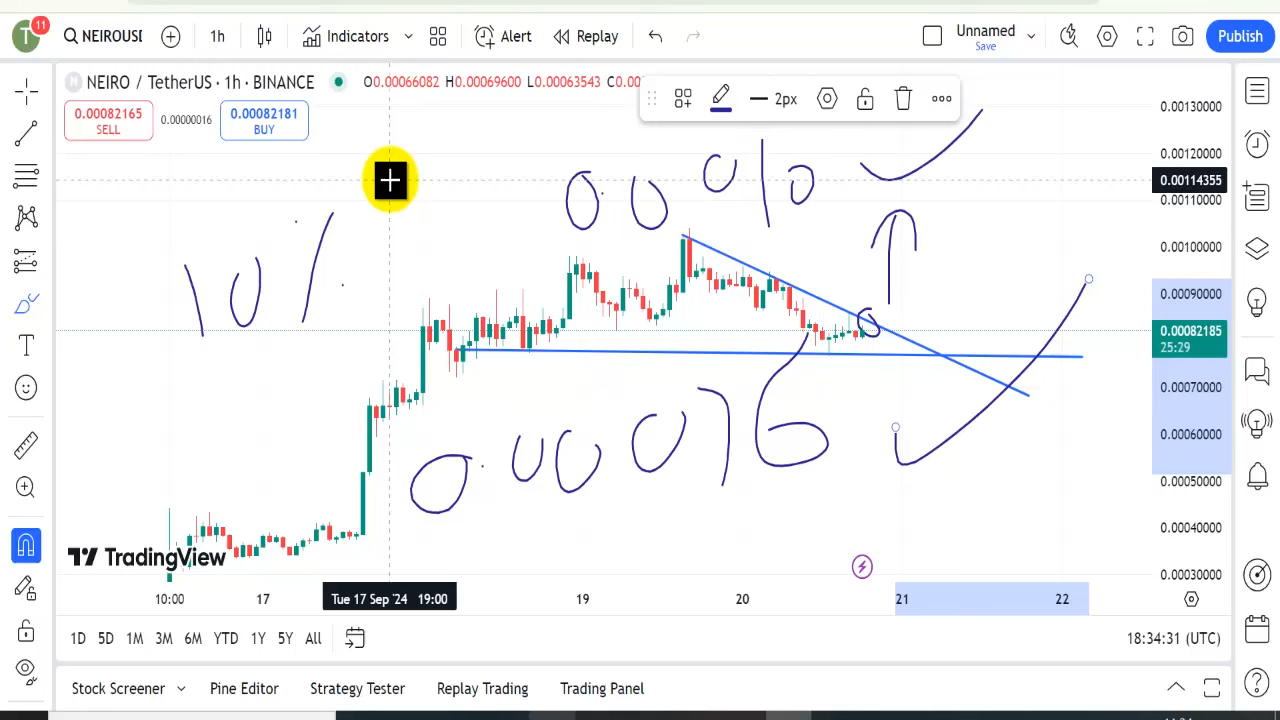 T 11 NEIROUSI 1h Indicators Alert Replay Unnamed Save Publish
N NEIRO / TetherUS · 1h · BINANCE O0.00066082 H0.00069600 L0.00063543 C0.00
2px
0.00082165 SELL 0.00000016 0.00082181 BUY
0.00130000
0.00120000
0.00114355
0.00110000
0.00100000
0.00090000
0.00082185
25:29
0.00070000
0.00060000
0.00050000
0.00040000
0.00030000
0.0010
10%
0.00076
TradingView
10:00 17 Tue 17 Sep '24 19:00 19 20 21 22
1D 5D 1M 3M 6M YTD 1Y 5Y All 18:34:31 (UTC)
Stock Screener Pine Editor Strategy Tester Replay Trading Trading Panel